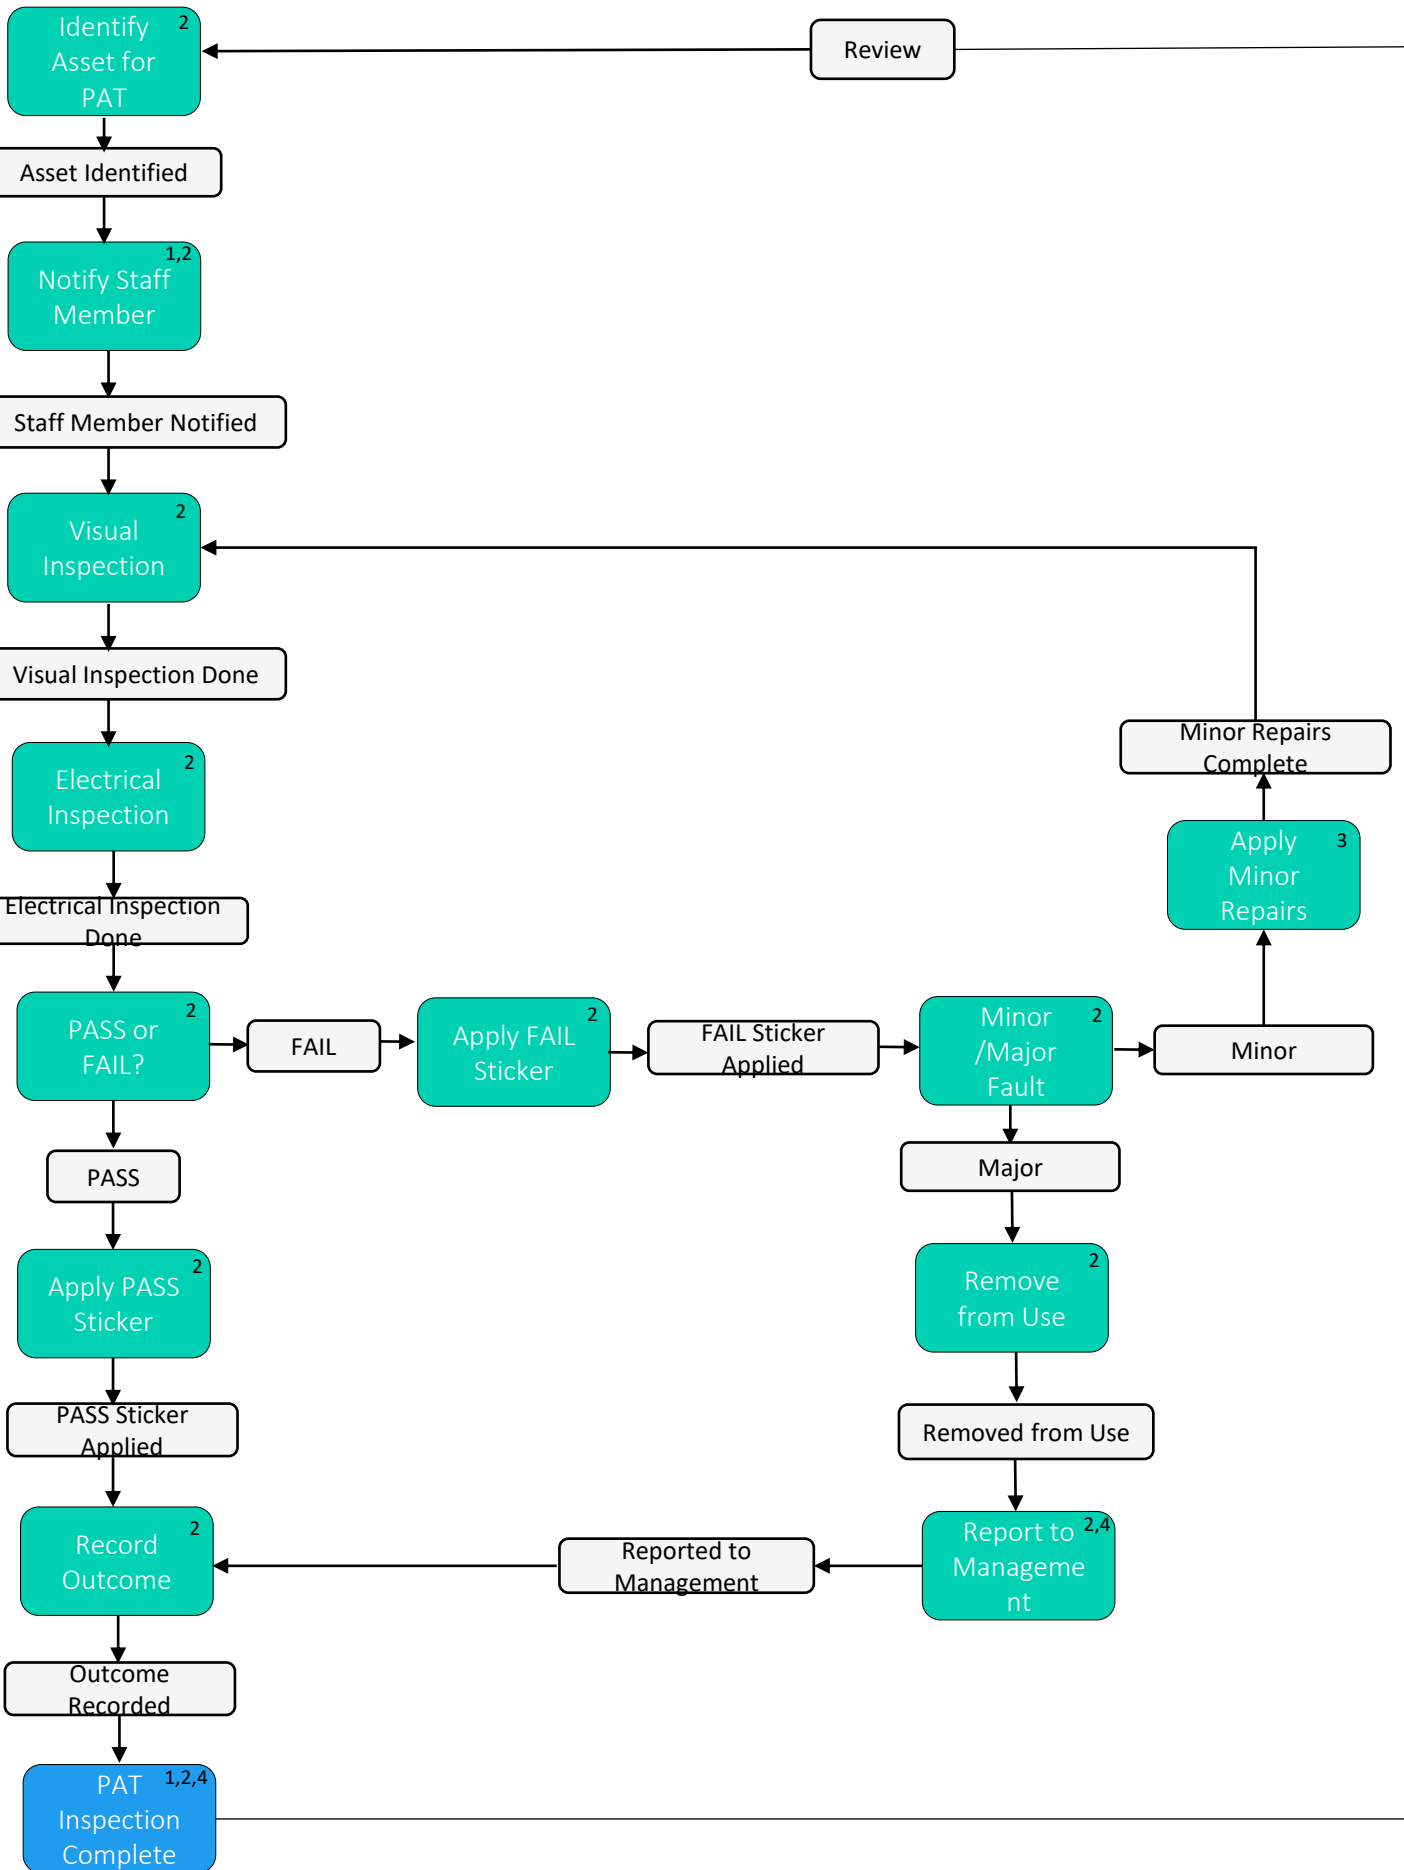 Identify
Asset for
PAT
2
Review
Asset Identified
Notify Staff
Member
1,2
Staff Member Notified
Visual
Inspection
2
Visual Inspection Done
Minor Repairs
Complete
Electrical
Inspection
2
Apply
Minor
Repairs
3
Electrical Inspection
Done
PASS or
FAIL?
2
FAIL
Apply FAIL
Sticker
2
FAIL Sticker
Applied
Minor
/Major
Fault
2
Minor
PASS
Major
Apply PASS
Sticker
2
Remove
from Use
2
PASS Sticker
Applied
Removed from Use
Record
Outcome
2
Reported to
Management
Report to
Manageme
nt
2,4
Outcome
Recorded
PAT
Inspection
Complete
1,2,4